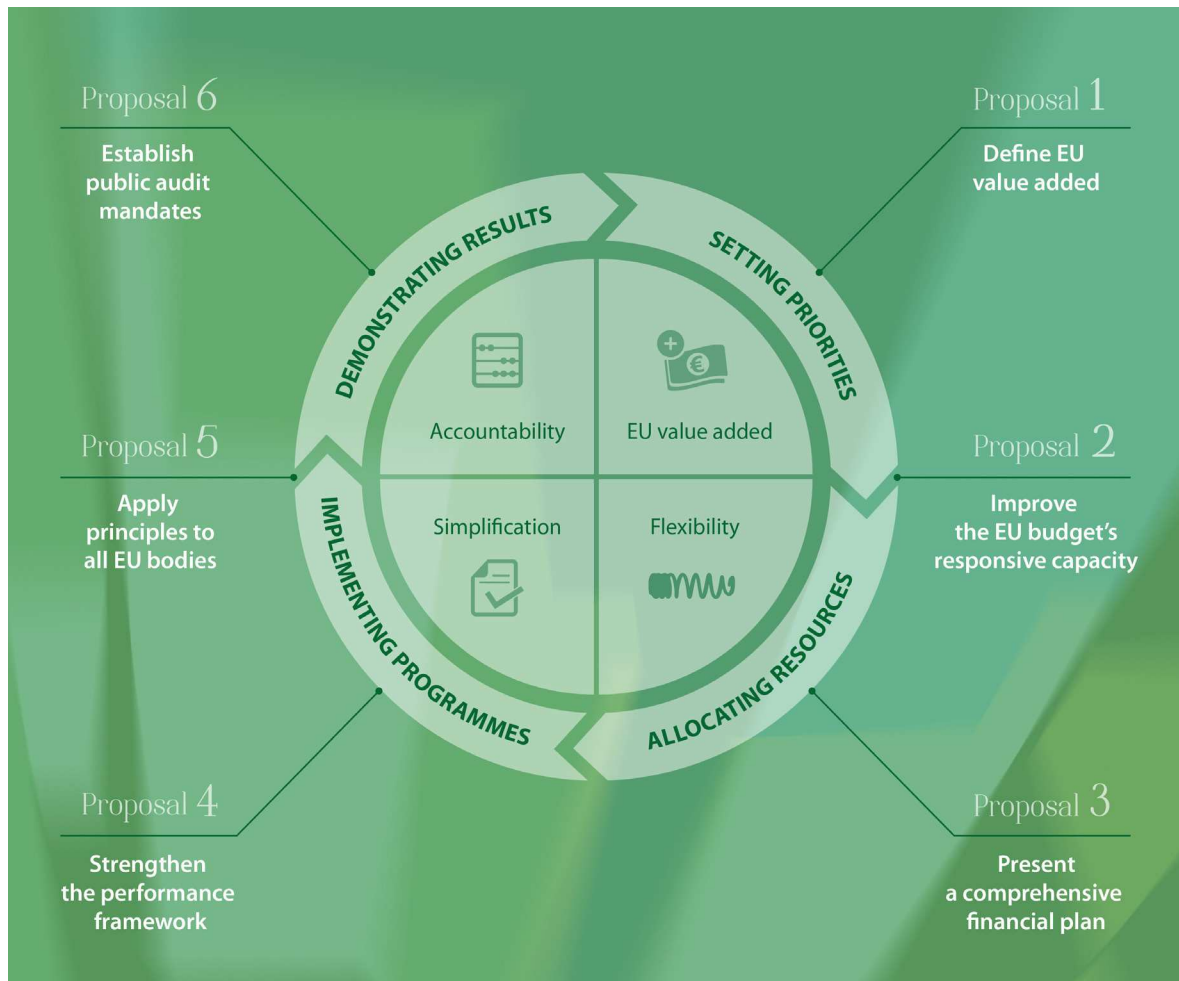 Proposal 6
Establish
public audit
mandates
Proposal 1
Define EU
value added
DEMONSTRATING RESULTS
SETTING PRIORITIES
Accountability
EU value added
Proposal 5
Apply
principles to
all EU bodies
Proposal 2
Improve
the EU budget's
responsive capacity
Simplification
Flexibility
IMPLEMENTING PROGRAMMES
ALLOCATING RESOURCES
Proposal 4
Strengthen
the performance
framework
Proposal 3
Present
a comprehensive
financial plan